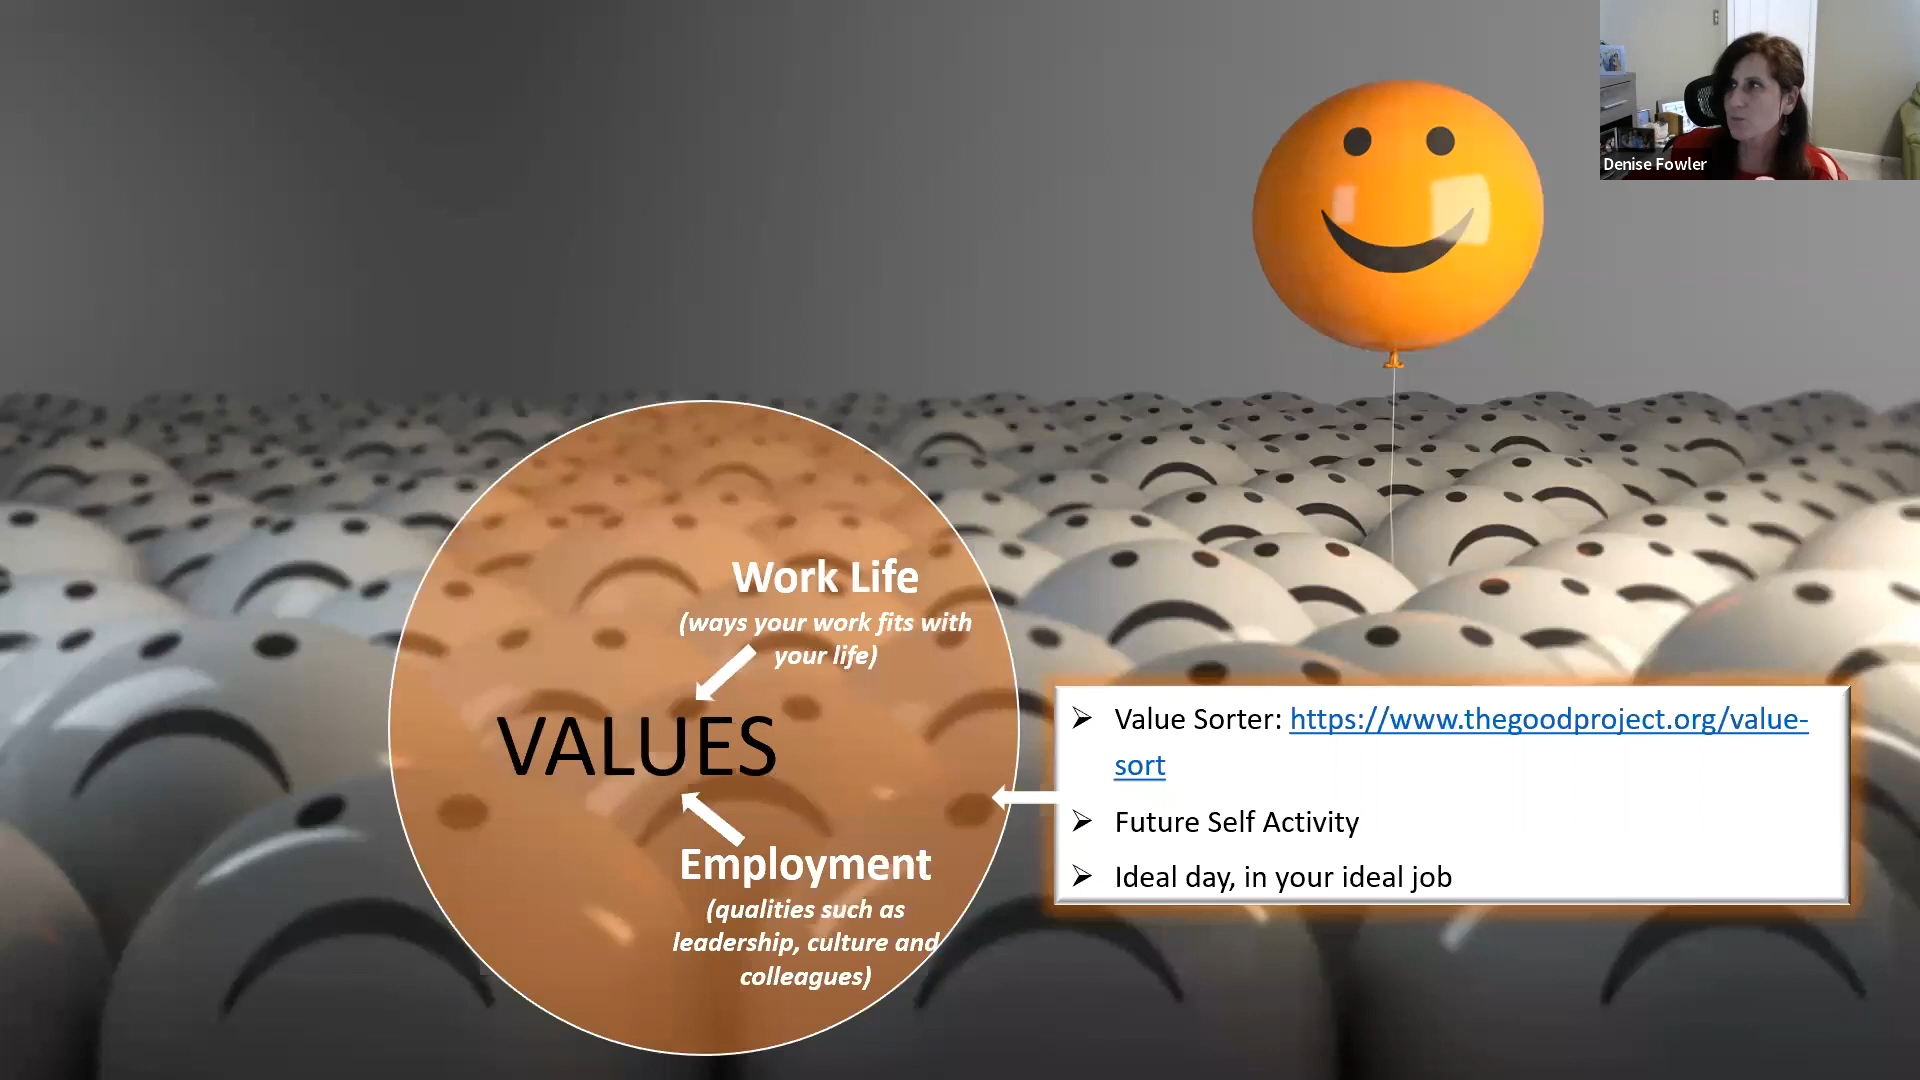 Denise Fowler
Work Life
(ways your work fits with
your life)
VALUES
Employment
(qualities such as
leadership, culture and
colleagues)
Value Sorter: https://www.thegoodproject.org/value-
sort
Future Self Activity
Ideal day, in your ideal job